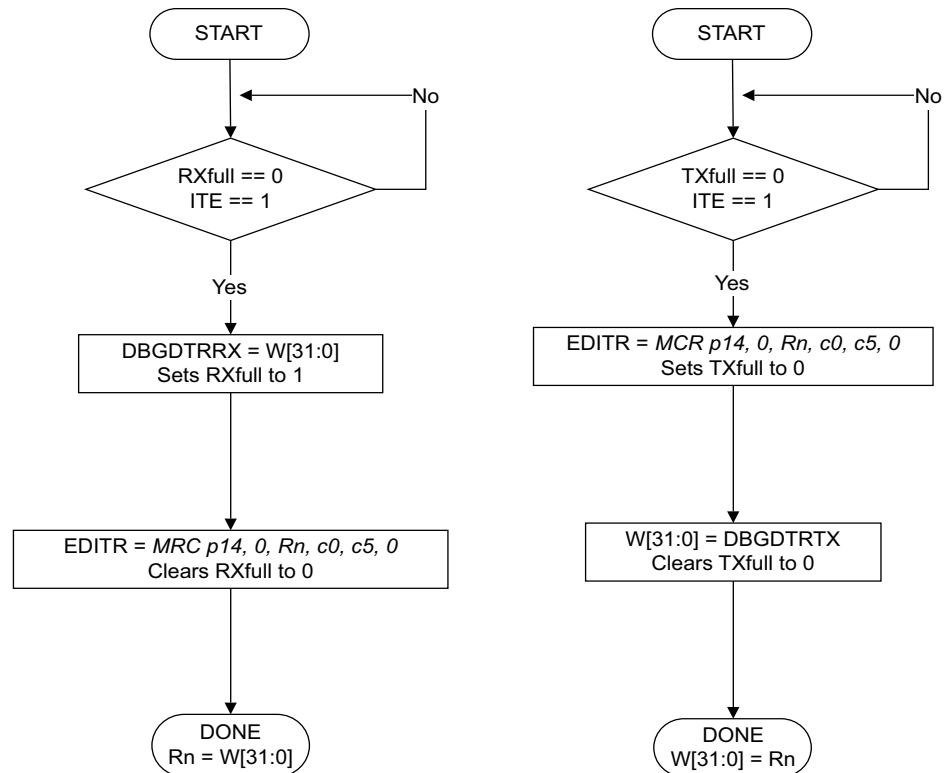 START
No
RXfull == 0
ITE == 1
Yes
DBGDTRRX = W[31:0]
Sets RXfull to 1
EDITR = MRC p14, 0, Rn, c0, c5, 0
Clears RXfull to 0
DONE
Rn = W[31:0]
START
No
TXfull == 0
ITE == 1
Yes
EDITR = MCR p14, 0, Rn, c0, c5, 0
Sets TXfull to 0
W[31:0] = DBGDTRTX
Clears TXfull to 0
DONE
W[31:0] = Rn